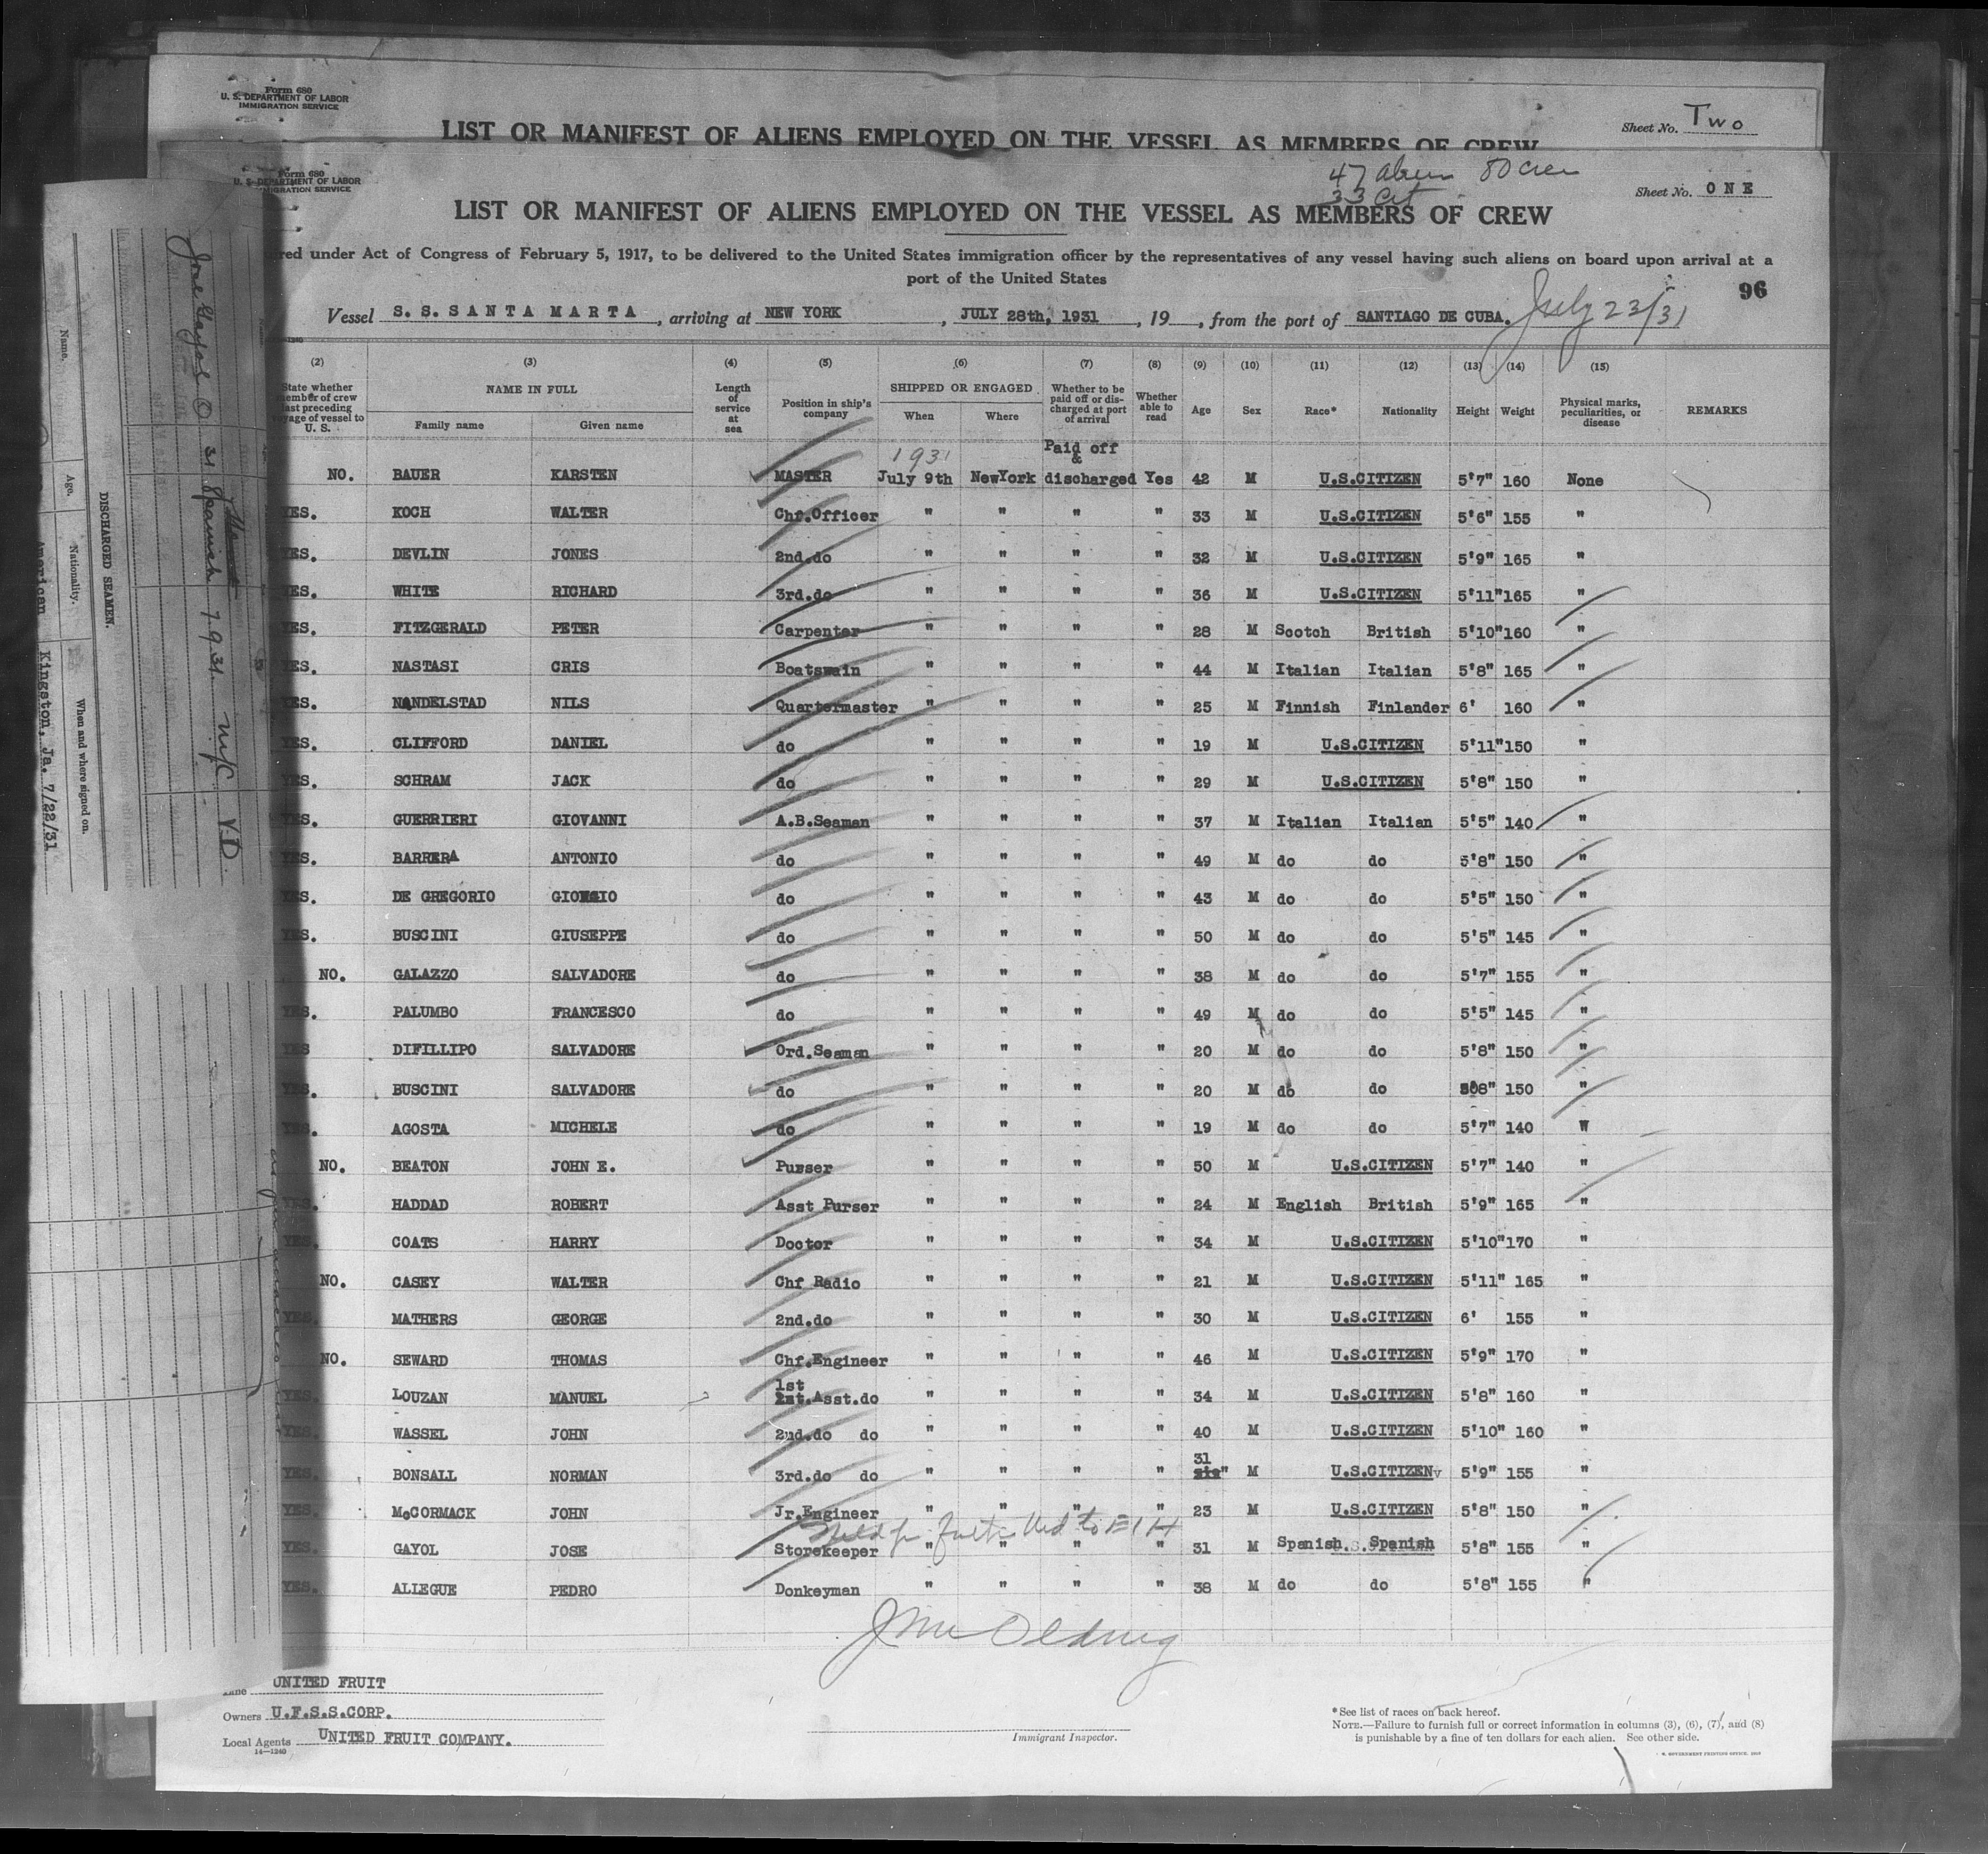 Form 680
U. S. DEPARTMENT OF LABOR
IMMIGRATION SERVICE
Sheet No. Two
LIST OR MANIFEST OF ALIENS EMPLOYED ON THE VESSEL AS MEMBERS OF CREW
Form 680
U. S. DEPARTMENT OF LABOR
MIGRATION SERVICE
47 Aliens 80 Crew
33 Cit
Sheet No. ONE
LIST OR MANIFEST OF ALIENS EMPLOYED ON THE VESSEL AS MEMBERS OF CREW
red under Act of Congress of February 5, 1917, to be delivered to the United States immigration officer by the representatives of any vessel having such aliens on board upon arrival at a
port of the United States
96
Vessel S. S. SANTA MARTA, arriving at NEW YORK, JULY 28th, 1931, 19, from the port of SANTIAGO DE CUBA. July 23/31
(2) (3) (4) (5) (6) (7) (8) (9) (10) (11) (12) (13) (14) (15)
State whether member of crew last preceding voyage of vessel to U. S. NAME IN FULL Family name Given name Length of service at sea Position in ship's company SHIPPED OR ENGAGED When Where Whether to be paid off or discharged at port of arrival Whether able to read Age Sex Race* Nationality Height Weight Physical marks, peculiarities, or disease REMARKS
1931 Paid off &
NO. BAUER KARSTEN MASTER July 9th NewYork discharged Yes 42 M U.S.CITIZEN 5'7" 160 None
YES. KOCH WALTER Chf.Officer " " " " 33 M U.S.CITIZEN 5'6" 155 "
YES. DEVLIN JONES 2nd.do " " " " 32 M U.S.CITIZEN 5'9" 165 "
YES. WHITE RICHARD 3rd.do " " " " 36 M U.S.CITIZEN 5'11" 165 "
YES. FITZGERALD PETER Carpenter " " " " 28 M Scotch British 5'10" 160 "
YES. NASTASI CRIS Boatswain " " " " 44 M Italian Italian 5'8" 165 "
YES. NANDELSTAD NILS Quartermaster " " " " 25 M Finnish Finlander 6' 160 "
YES. CLIFFORD DANIEL do " " " " 19 M U.S.CITIZEN 5'11" 150 "
YES. SCHRAM JACK do " " " " 29 M U.S.CITIZEN 5'8" 150 "
YES. GUERRIERI GIOVANNI A.B.Seaman " " " " 37 M Italian Italian 5'5" 140 "
YES. BARRERA ANTONIO do " " " " 49 M do do 5'8" 150 "
YES. DE GREGORIO do " " " " 43 M do do 5'5" 150 "
YES. BUSCINI GIUSEPPE do " " " " 50 M do do 5'5" 145 "
NO. GALAZZO SALVADORE do " " " " 38 M do do 5'7" 155 "
YES. PALUMBO FRANCESCO do " " " " 49 M do do 5'5" 145 "
YES DIFILLIPO SALVADORE Ord.Seaman " " " " 20 M do do 5'8" 150 "
YES. BUSCINI SALVADORE do " " " " 20 M do do 8" 150 "
YES. AGOSTA MICHELE do " " " " 19 M do do 5'7" 140 "
NO. BEATON JOHN E. Purser " " " " 50 M U.S.CITIZEN 5'7" 140 "
YES. HADDAD ROBERT Asst Purser " " " " 24 M English British 5'9" 165 "
YES. COATS HARRY Doctor " " " " 34 M U.S.CITIZEN 5'10" 170 "
NO. CASEY WALTER Chf Radio " " " " 21 M U.S.CITIZEN 5'11" 165 "
YES. MATHERS GEORGE 2nd.do " " " " 30 M U.S.CITIZEN 6' 155 "
NO. SEWARD THOMAS Chf.Engineer " " " " 46 M U.S.CITIZEN 5'9" 170 "
YES. LOUZAN MANUEL 1st Asst.do " " " " 34 M U.S.CITIZEN 5'8" 160 "
YES. WASSEL JOHN 2nd.do do " " " " 40 M U.S.CITIZEN 5'10" 160 "
YES. BONSALL NORMAN 3rd.do do " " " " 31 M U.S.CITIZEN 5'9" 155 "
YES. McCORMACK JOHN Jr.Engineer " " " " 23 M U.S.CITIZEN 5'8" 150 "
YES. GAYOL JOSE Storekeeper " " " " 31 M Spanish Spanish 5'8" 155 "
YES. ALLEGUE PEDRO Donkeyman " " " " 38 M do do 5'8" 155 "
Line UNITED FRUIT
Owners U.F.S.S.CORP.
Local Agents UNITED FRUIT COMPANY.
14—1240
Immigrant Inspector.
*See list of races on back hereof.
NOTE.—Failure to furnish full or correct information in columns (3), (6), (7), and (8)
is punishable by a fine of ten dollars for each alien. See other side.
U. S. GOVERNMENT PRINTING OFFICE
DISCHARGED SEAMEN.
Name. Age. Nationality. When and where signed on.
American Kingston, Ja. 7/22/31
Jose Gayol 31 Spanish 7.9.31 NYC V.D.